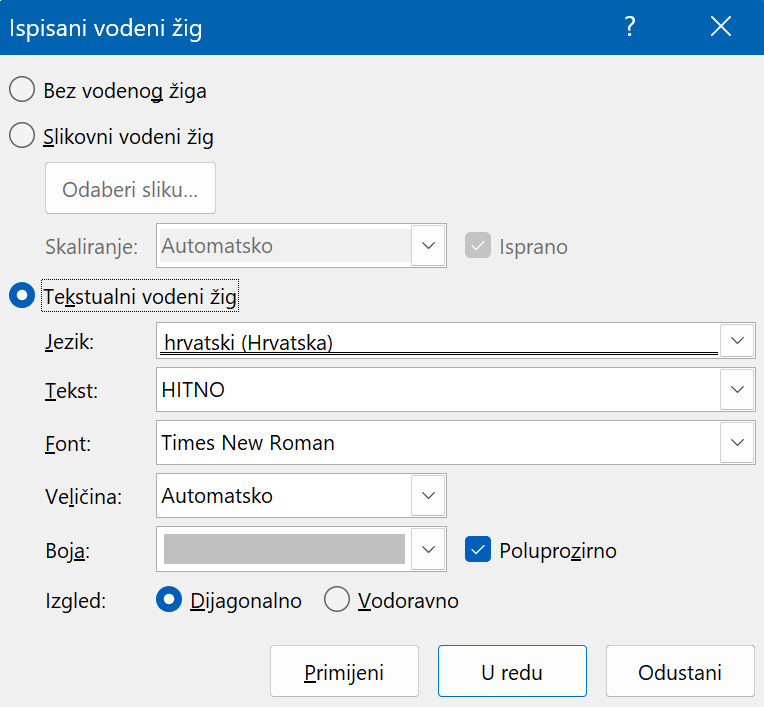 Ispisani vodeni žig
?
Bez vodenog žiga
Slikovni vodeni žig
Odaberi sliku...
Skaliranje: Automatsko Isprano
Tekstualni vodeni žig
Jezik: hrvatski (Hrvatska)
Tekst: HITNO
Font: Times New Roman
Veličina: Automatsko
Boja: Poluprozirno
Izgled: Dijagonalno Vodoravno
Primijeni U redu Odustani